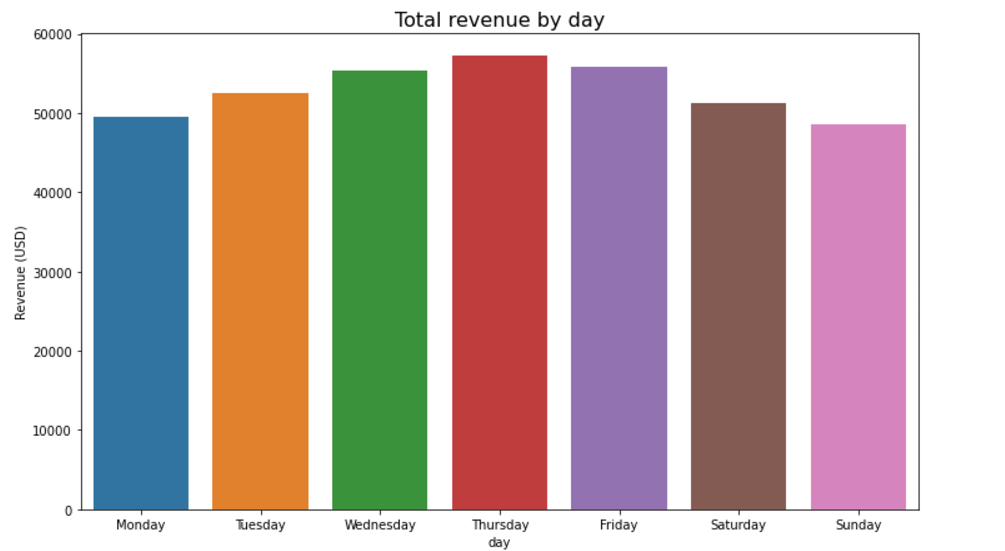 Total revenue by day
60000
50000
40000
30000
20000
10000
0
Revenue (USD)
Monday Tuesday Wednesday Thursday Friday Saturday Sunday
day